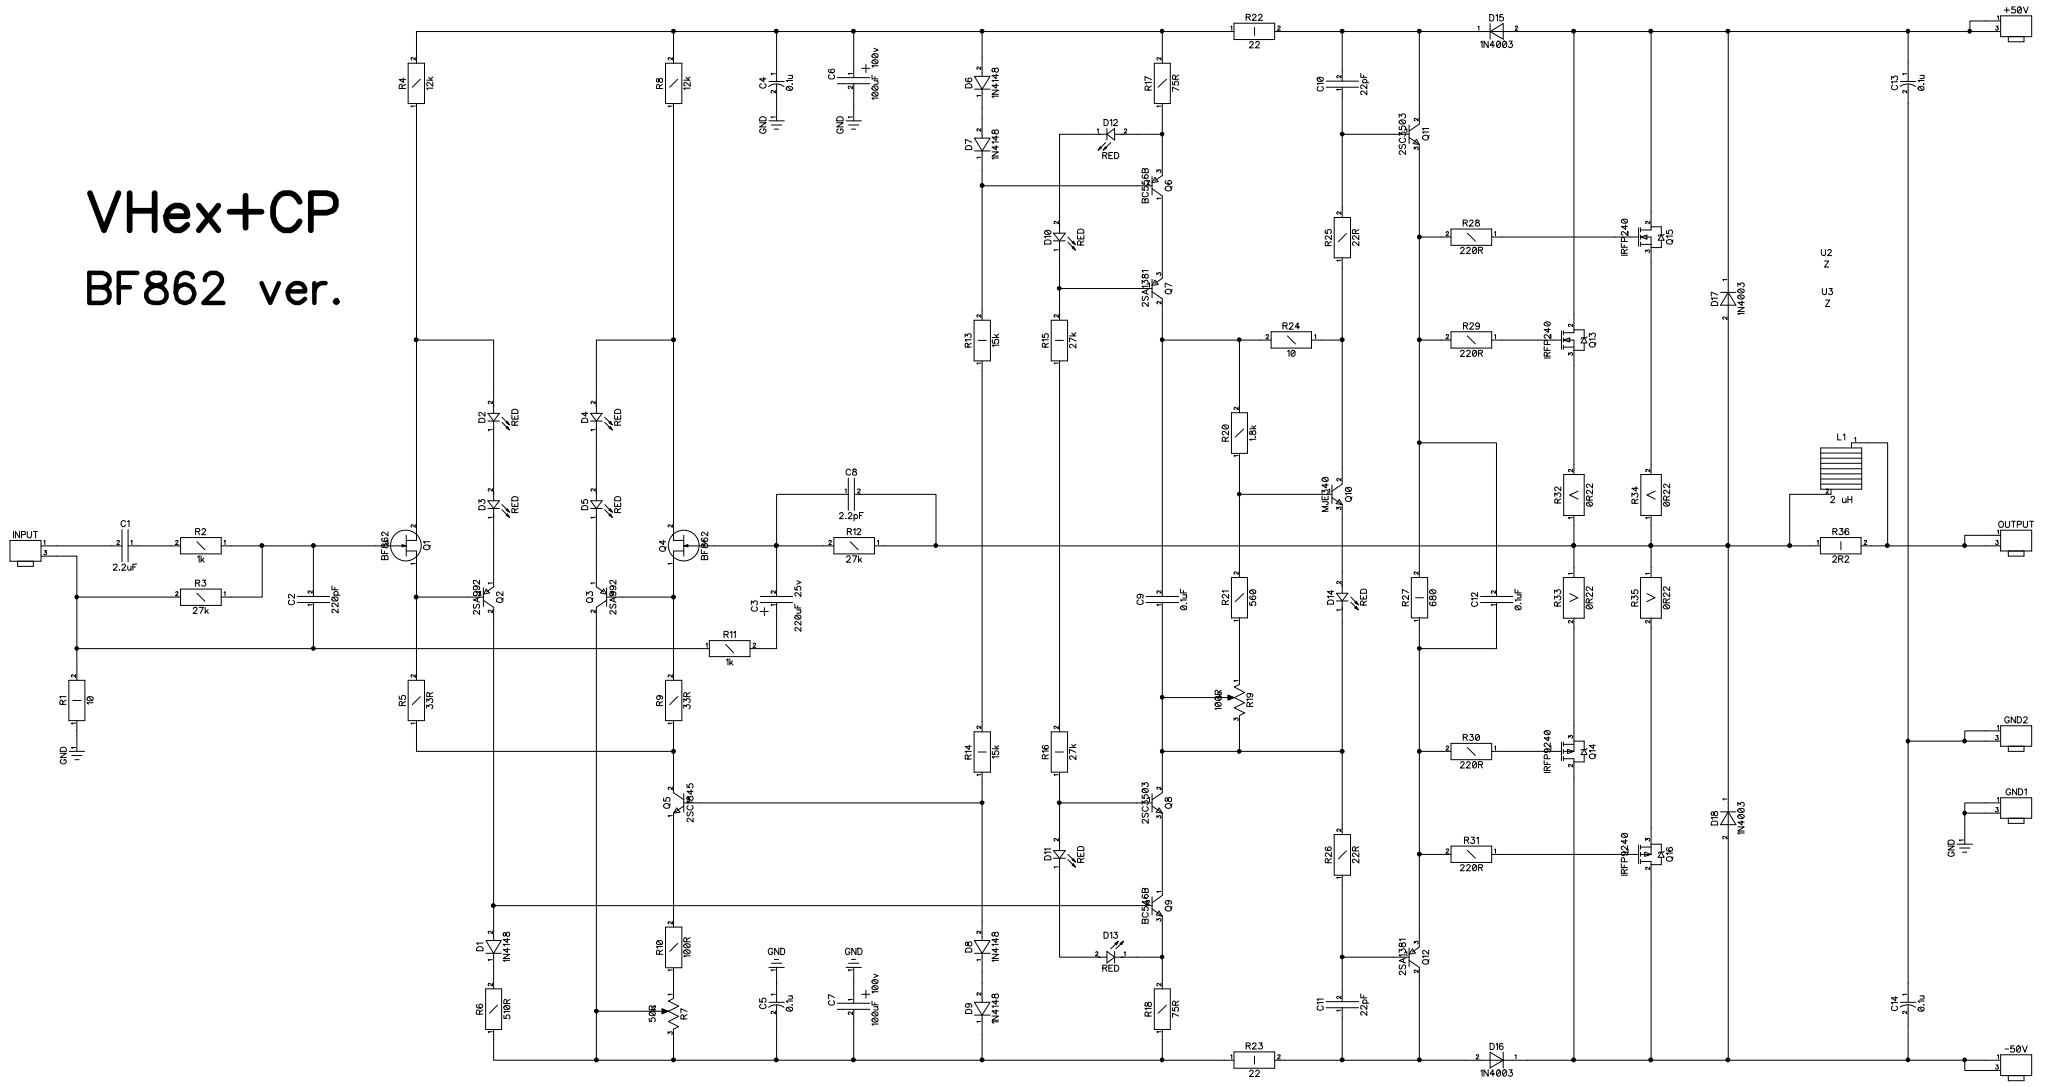 VHex+CP
BF862 ver.
+50V
R22
22
D15
1N4003
R4
12k
R8
12k
C4
0.1u
GND
C6
100uF 100v
GND
D6
1N4148
D7
1N4148
R17
75R
D12
RED
C10
22pF
2SC3503
Q11
C13
0.1u
BC556B
Q6
D10
RED
2SA1381
Q7
R25
22R
R28
220R
IRFP240
Q15
U2
Z
U3
Z
D17
1N4003
R13
15k
R15
27k
R24
10
R29
220R
IRFP240
Q13
D2
RED
D4
RED
R20
1.8k
D3
RED
D5
RED
C8
2.2pF
MJE340
Q10
R32
0R22
R34
0R22
L1
2 uH
INPUT
C1
2.2uF
R2
1k
R3
27k
C2
220pF
BF862
Q1
Q4
BF862
R12
27k
R36
2R2
OUTPUT
2SA992
Q2
Q3
2SA992
C3
220uF 25v
C9
0.1uF
R21
560
D14
RED
R27
680
C12
0.1uF
R33
0R22
R35
0R22
R11
1k
R1
10
GND
R5
33R
R9
33R
100R
R19
R14
15k
R16
27k
R30
220R
IRFP9240
Q14
GND2
Q5
2SC1845
2SC3503
Q8
GND1
GND
D18
1N4003
D11
RED
R26
22R
R31
220R
IRFP9240
Q16
BC546B
Q9
D1
1N4148
R10
100R
GND
GND
D8
1N4148
D13
RED
2SA1381
Q12
R6
510R
50R
R7
C5
0.1u
C7
100uF 100v
D9
1N4148
R18
75R
C11
22pF
C14
0.1u
R23
22
D16
1N4003
-50V